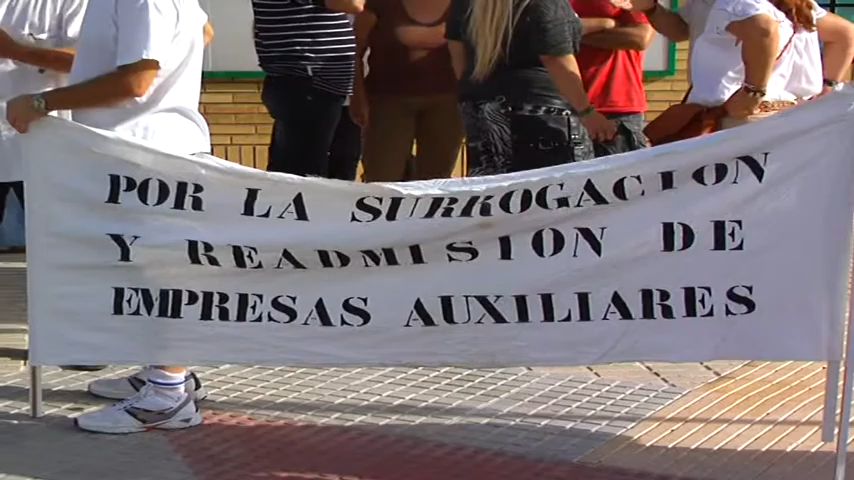 POR LA SURROGACION
Y READMISION DE
EMPRESAS AUXILIARES